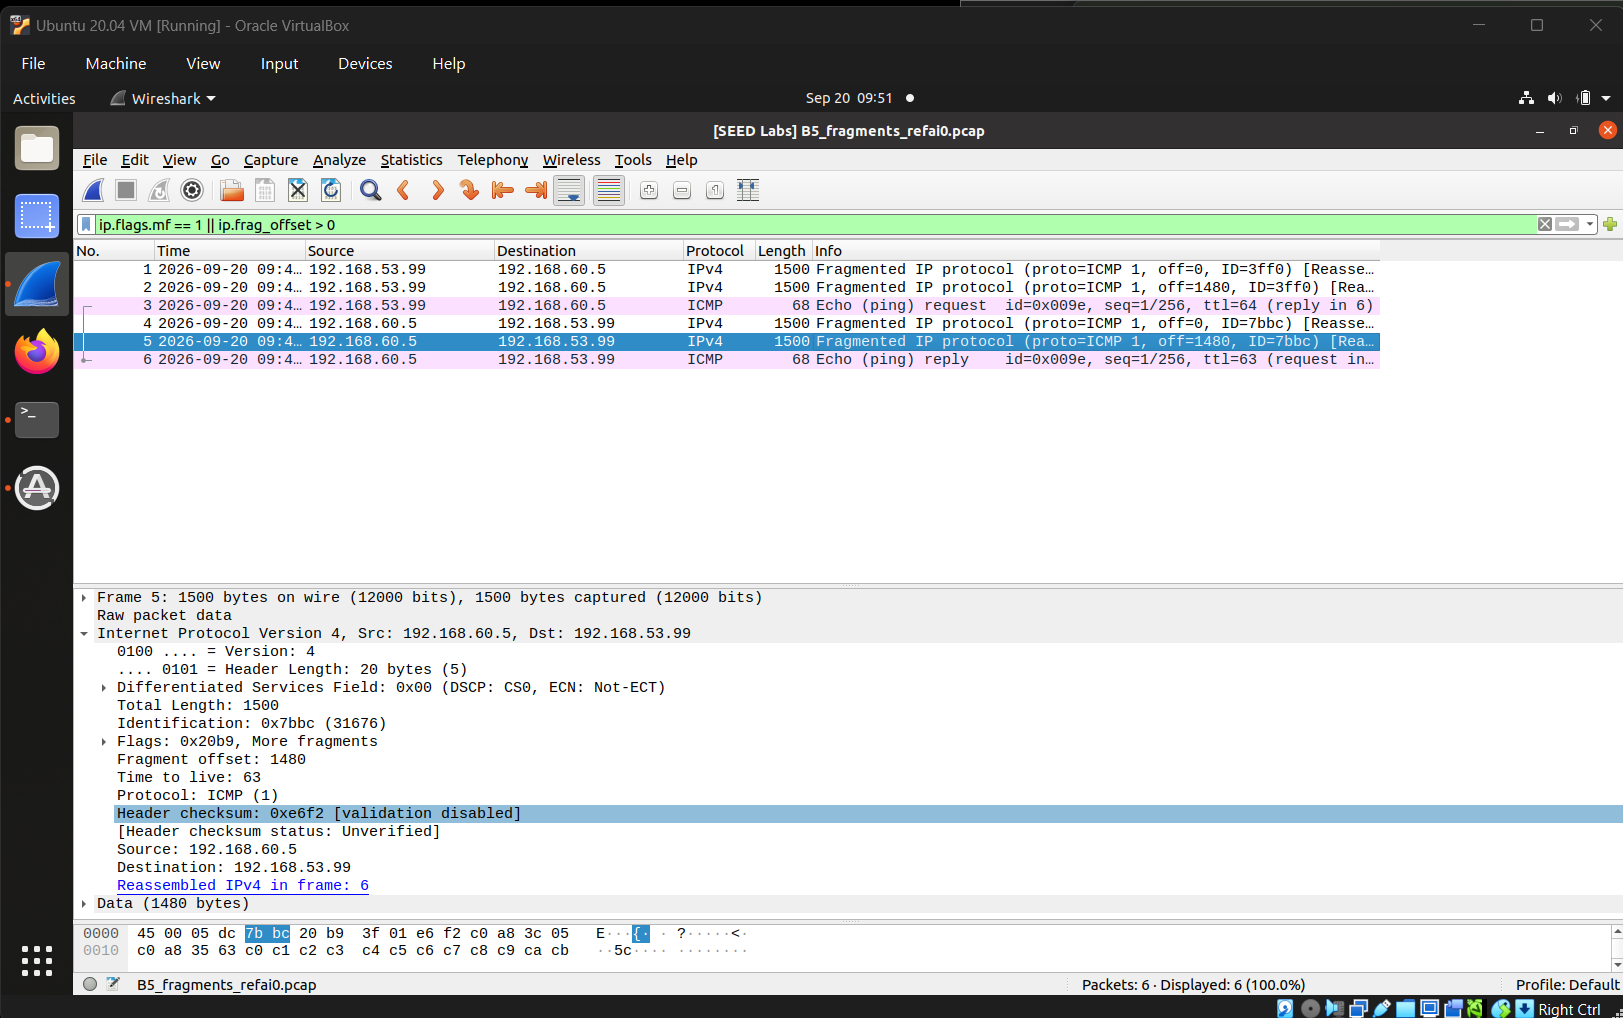 Ubuntu 20.04 VM [Running] - Oracle VirtualBox
File Machine View Input Devices Help
Activities Wireshark Sep 20 09:51
[SEED Labs] B5_fragments_refai0.pcap
File Edit View Go Capture Analyze Statistics Telephony Wireless Tools Help
ip.flags.mf == 1 || ip.frag_offset > 0
No. Time Source Destination Protocol Length Info
1 2026-09-20 09:4… 192.168.53.99 192.168.60.5 IPv4 1500 Fragmented IP protocol (proto=ICMP 1, off=0, ID=3ff0) [Reasse…
2 2026-09-20 09:4… 192.168.53.99 192.168.60.5 IPv4 1500 Fragmented IP protocol (proto=ICMP 1, off=1480, ID=3ff0) [Rea…
3 2026-09-20 09:4… 192.168.53.99 192.168.60.5 ICMP 68 Echo (ping) request id=0x009e, seq=1/256, ttl=64 (reply in 6)
4 2026-09-20 09:4… 192.168.60.5 192.168.53.99 IPv4 1500 Fragmented IP protocol (proto=ICMP 1, off=0, ID=7bbc) [Reasse…
5 2026-09-20 09:4… 192.168.60.5 192.168.53.99 IPv4 1500 Fragmented IP protocol (proto=ICMP 1, off=1480, ID=7bbc) [Rea…
6 2026-09-20 09:4… 192.168.60.5 192.168.53.99 ICMP 68 Echo (ping) reply id=0x009e, seq=1/256, ttl=63 (request in…
Frame 5: 1500 bytes on wire (12000 bits), 1500 bytes captured (12000 bits)
Raw packet data
Internet Protocol Version 4, Src: 192.168.60.5, Dst: 192.168.53.99
0100 .... = Version: 4
.... 0101 = Header Length: 20 bytes (5)
Differentiated Services Field: 0x00 (DSCP: CS0, ECN: Not-ECT)
Total Length: 1500
Identification: 0x7bbc (31676)
Flags: 0x20b9, More fragments
Fragment offset: 1480
Time to live: 63
Protocol: ICMP (1)
Header checksum: 0xe6f2 [validation disabled]
[Header checksum status: Unverified]
Source: 192.168.60.5
Destination: 192.168.53.99
Reassembled IPv4 in frame: 6
Data (1480 bytes)
0000 45 00 05 dc 7b bc 20 b9 3f 01 e6 f2 c0 a8 3c 05 E···{· · ?·····<·
0010 c0 a8 35 63 c0 c1 c2 c3 c4 c5 c6 c7 c8 c9 ca cb ··5c···· ········
B5_fragments_refai0.pcap Packets: 6 · Displayed: 6 (100.0%) Profile: Default
Right Ctrl